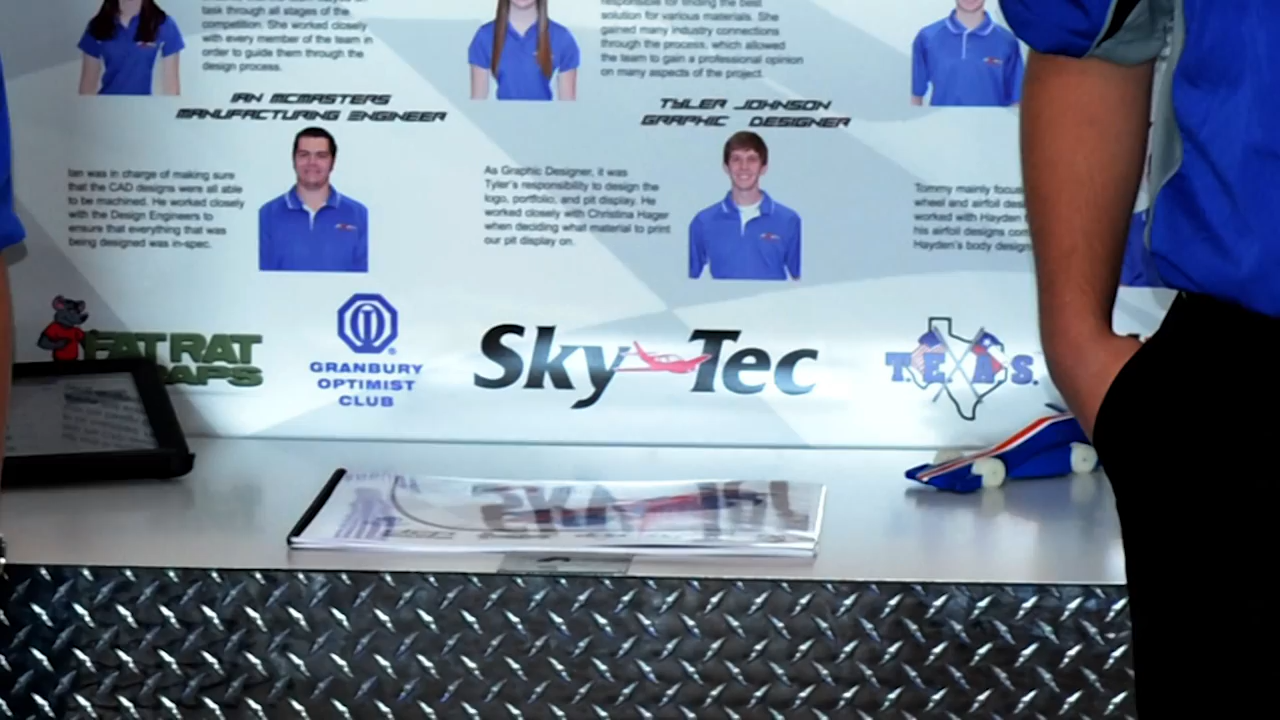 task through all stages of the
competition. She worked closely
with every member of the team in
order to guide them through the
design process.
responsible for finding the best
solution for various materials. She
gained many industry connections
through the process, which allowed
the team to gain a professional opinion
on many aspects of the project.
IAN MCMASTERS
MANUFACTURING ENGINEER
Ian was in charge of making sure
that the CAD designs were all able
to be machined. He worked closely
with the Design Engineers to
ensure that everything that was
being designed was in-spec.
TYLER JOHNSON
GRAPHIC DESIGNER
As Graphic Designer, it was
Tyler's responsibility to design the
logo, portfolio, and pit display. He
worked closely with Christina Hager
when deciding what material to print
our pit display on.
Tommy mainly focus
wheel and airfoil des
worked with Hayden
his airfoil designs com
Hayden's body design
FAT RAT
GRANBURY
OPTIMIST
CLUB
Sky Tec
T.E.A.S.